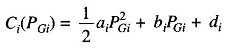 C_i(P_{Gi}) = \frac{1}{2} a_i P_{Gi}^2 + b_i P_{Gi} + d_i